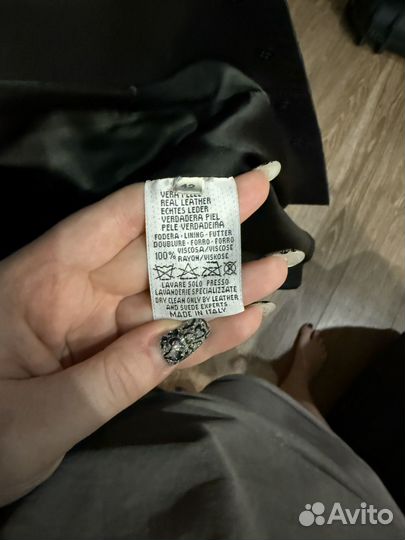 42
VERA PELLE
REAL LEATHER
ECHTES LEDER
VERDADERA PIEL
PELE VERDADEIRA
FODERA - LINING - FUTTER
DOUBLURE - FORRO - FORRO
100% VISCOSA/VISCOSE
RAYON/VISKOSE
LAVARE SOLO PRESSO
LAVANDERIE SPECIALIZZATE
DRY CLEAN ONLY BY LEATHER
AND SUEDE EXPERTS
MADE IN ITALY
Avito